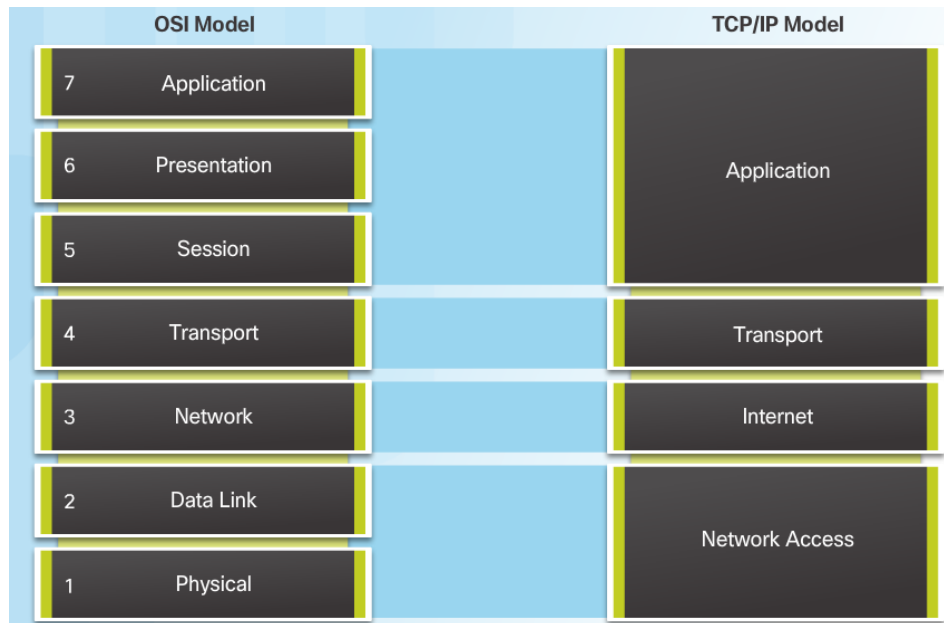 OSI Model
TCP/IP Model
7 Application
6 Presentation
5 Session
4 Transport
3 Network
2 Data Link
1 Physical
Application
Transport
Internet
Network Access